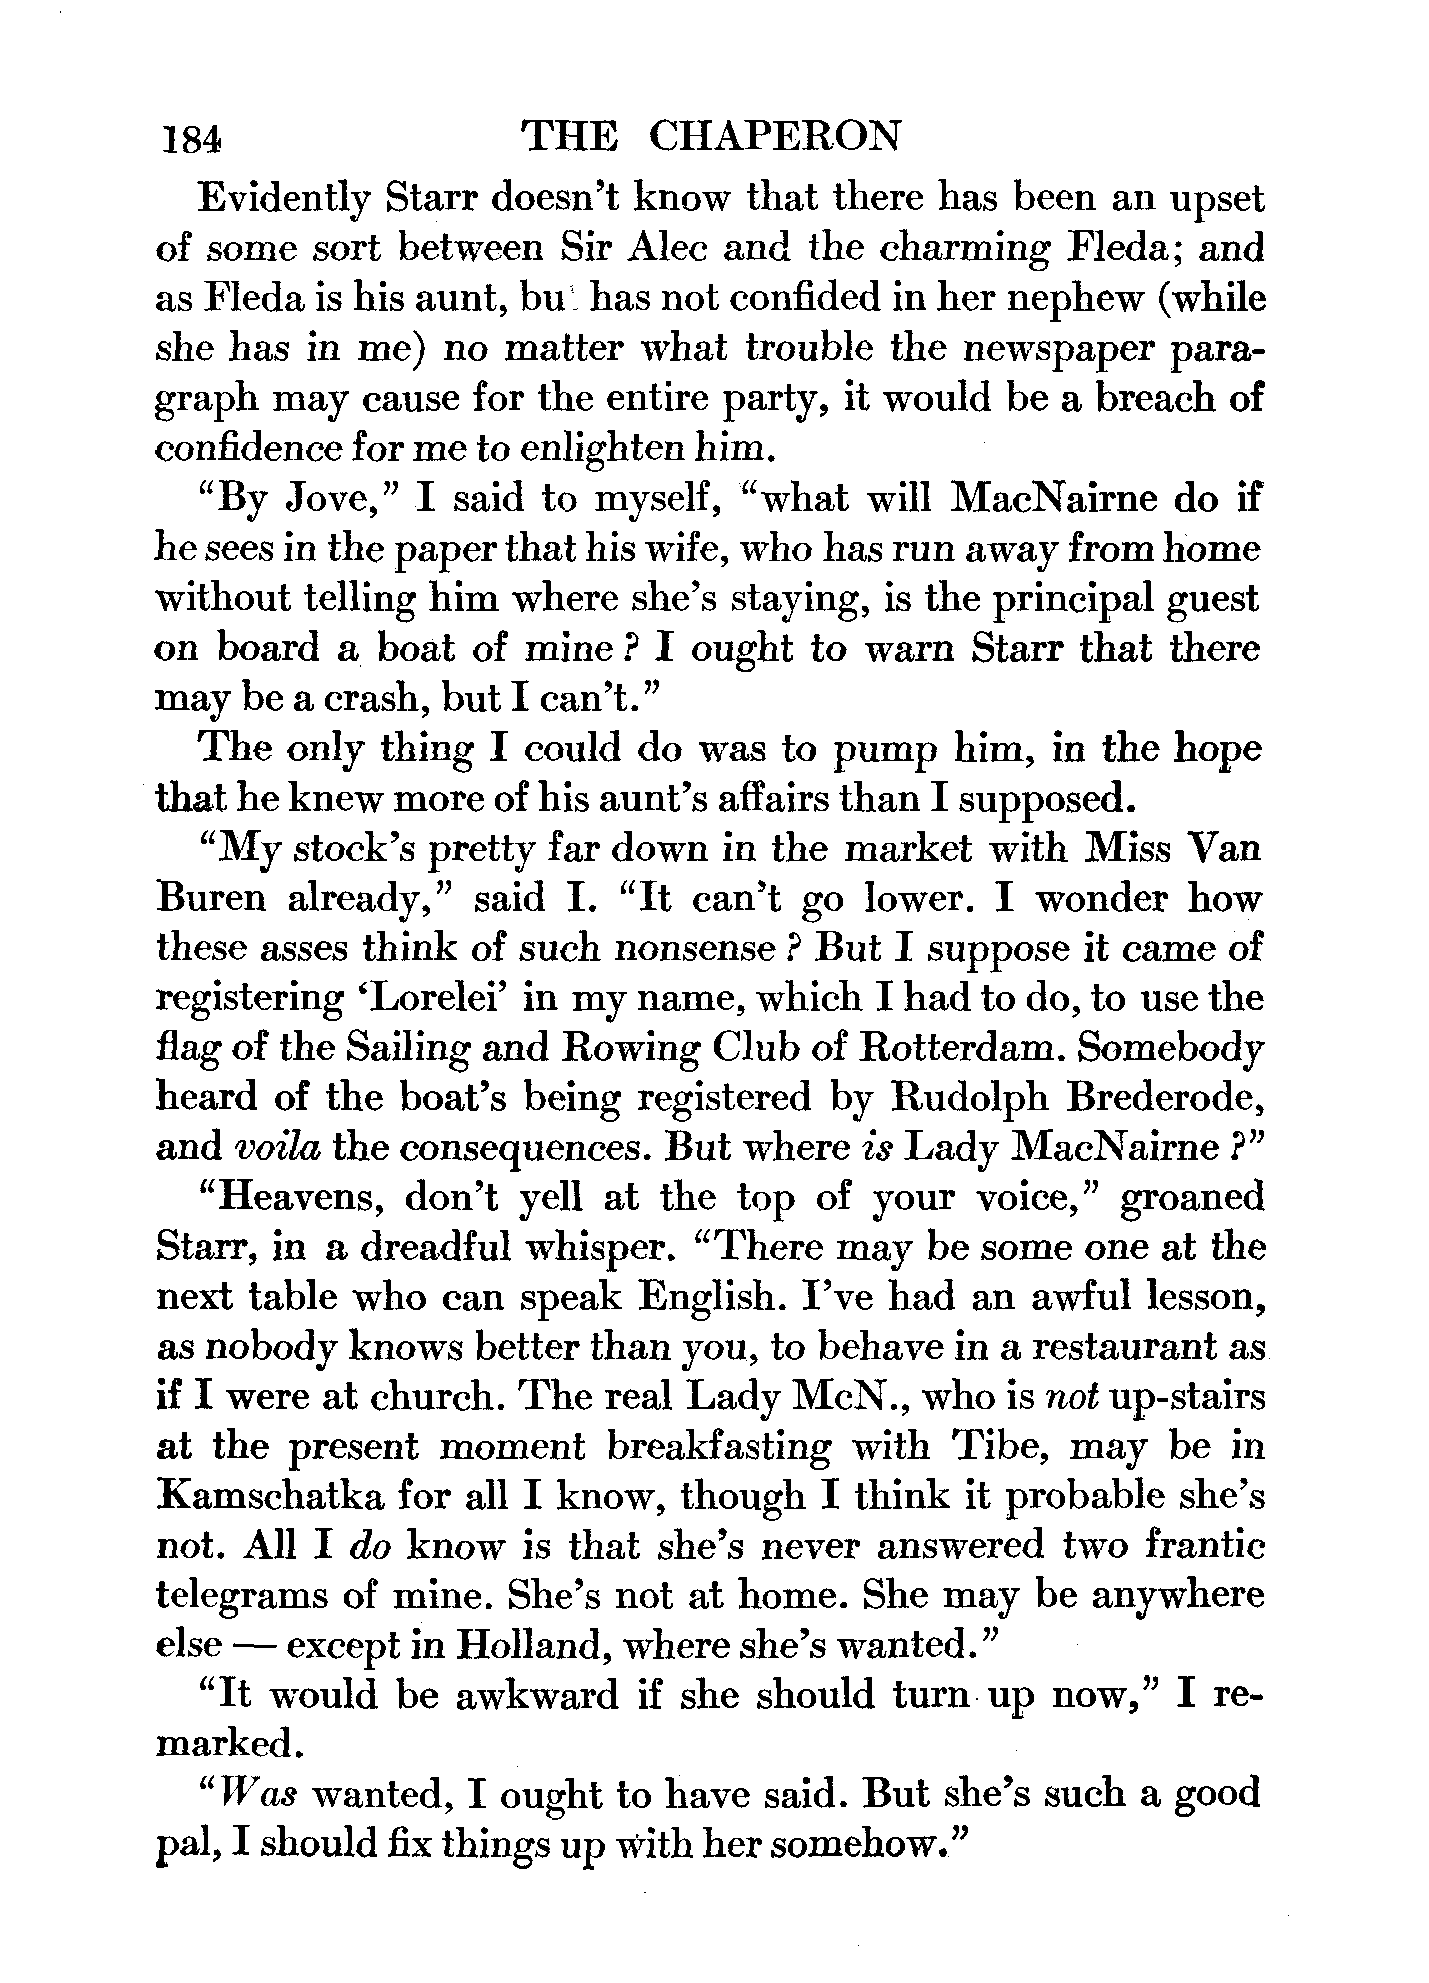 184 THE CHAPERON
Evidently Starr doesn't know that there has been an upset
of some sort between Sir Alec and the charming Fleda; and
as Fleda is his aunt, but has not confided in her nephew (while
she has in me) no matter what trouble the newspaper para-
graph may cause for the entire party, it would be a breach of
confidence for me to enlighten him.
"By Jove," I said to myself, "what will MacNairne do if
he sees in the paper that his wife, who has run away from home
without telling him where she's staying, is the principal guest
on board a boat of mine? I ought to warn Starr that there
may be a crash, but I can't."
The only thing I could do was to pump him, in the hope
that he knew more of his aunt's affairs than I supposed.
"My stock's pretty far down in the market with Miss Van
Buren already," said I. "It can't go lower. I wonder how
these asses think of such nonsense? But I suppose it came of
registering 'Lorelei' in my name, which I had to do, to use the
flag of the Sailing and Rowing Club of Rotterdam. Somebody
heard of the boat's being registered by Rudolph Brederode,
and voila the consequences. But where is Lady MacNairne?"
"Heavens, don't yell at the top of your voice," groaned
Starr, in a dreadful whisper. "There may be some one at the
next table who can speak English. I've had an awful lesson,
as nobody knows better than you, to behave in a restaurant as
if I were at church. The real Lady McN., who is not up-stairs
at the present moment breakfasting with Tibe, may be in
Kamschatka for all I know, though I think it probable she's
not. All I do know is that she's never answered two frantic
telegrams of mine. She's not at home. She may be anywhere
else — except in Holland, where she's wanted."
"It would be awkward if she should turn up now," I re-
marked.
"Was wanted, I ought to have said. But she's such a good
pal, I should fix things up with her somehow."